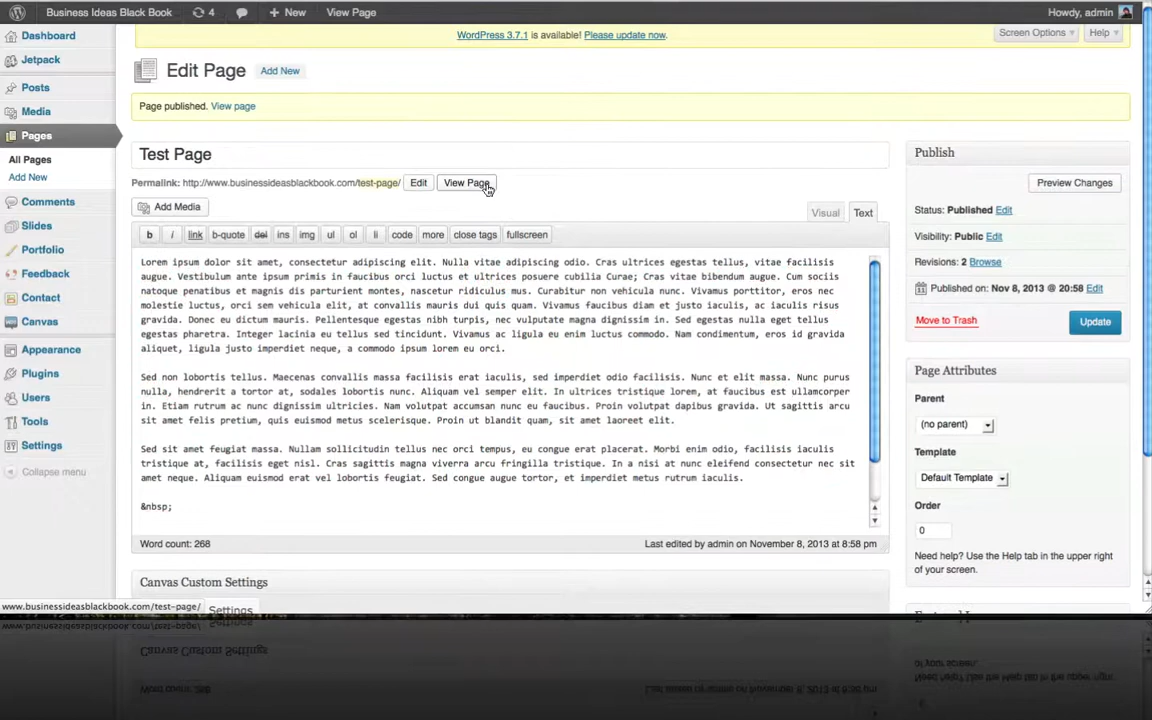 Business Ideas Black Book 4 + New View Page Howdy, admin
WordPress 3.7.1 is available! Please update now.
Screen Options Help
Dashboard
Jetpack
Posts
Media
Pages
All Pages
Add New
Comments
Slides
Portfolio
Feedback
Contact
Canvas
Appearance
Plugins
Users
Tools
Settings
Collapse menu
Edit Page Add New
Page published. View page
Test Page
Permalink: http://www.businessideasblackbook.com/test-page/ Edit View Page
Add Media
Visual Text
b i link b-quote del ins img ul ol li code more close tags fullscreen
Lorem ipsum dolor sit amet, consectetur adipiscing elit. Nulla vitae adipiscing odio. Cras ultrices egestas tellus, vitae facilisis
augue. Vestibulum ante ipsum primis in faucibus orci luctus et ultrices posuere cubilia Curae; Cras vitae bibendum augue. Cum sociis
natoque penatibus et magnis dis parturient montes, nascetur ridiculus mus. Curabitur non vehicula nunc. Vivamus porttitor, eros nec
molestie luctus, orci sem vehicula elit, at convallis mauris dui quis quam. Vivamus faucibus diam et justo iaculis, ac iaculis risus
gravida. Donec eu dictum mauris. Pellentesque egestas nibh turpis, nec vulputate magna dignissim in. Sed egestas nulla eget tellus
egestas pharetra. Integer lacinia eu tellus sed tincidunt. Vivamus ac ligula eu enim luctus commodo. Nam condimentum, eros id gravida
aliquet, ligula justo imperdiet neque, a commodo ipsum lorem eu orci.
Sed non lobortis tellus. Maecenas convallis massa facilisis erat iaculis, sed imperdiet odio facilisis. Nunc et elit massa. Nunc purus
nulla, hendrerit a tortor at, sodales lobortis nunc. Aliquam vel semper elit. In ultrices tristique lorem, at faucibus est ullamcorper
in. Etiam rutrum ac nunc dignissim ultricies. Nam volutpat accumsan nunc eu faucibus. Proin volutpat dapibus gravida. Ut sagittis arcu
sit amet felis pretium, quis euismod metus scelerisque. Proin ut blandit quam, sit amet laoreet elit.
Sed sit amet feugiat massa. Nullam sollicitudin tellus nec orci tempus, eu congue erat placerat. Morbi enim odio, facilisis iaculis
tristique at, facilisis eget nisl. Cras sagittis magna viverra arcu fringilla tristique. In a nisi at nunc eleifend consectetur nec sit
amet neque. Aliquam euismod erat vel lobortis feugiat. Sed congue augue tortor, et imperdiet metus rutrum iaculis.
&nbsp;
Word count: 268 Last edited by admin on November 8, 2013 at 8:58 pm
Canvas Custom Settings
Settings
Publish
Preview Changes
Status: Published Edit
Visibility: Public Edit
Revisions: 2 Browse
Published on: Nov 8, 2013 @ 20:58 Edit
Move to Trash Update
Page Attributes
Parent
(no parent)
Template
Default Template
Order
0
Need help? Use the Help tab in the upper right
of your screen.
www.businessideasblackbook.com/test-page/